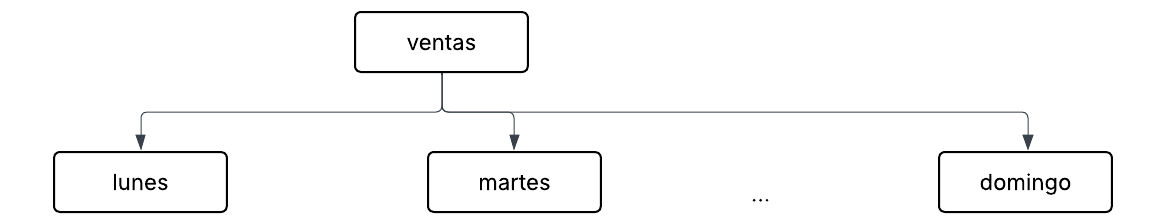 ventas
lunes
martes
...
domingo